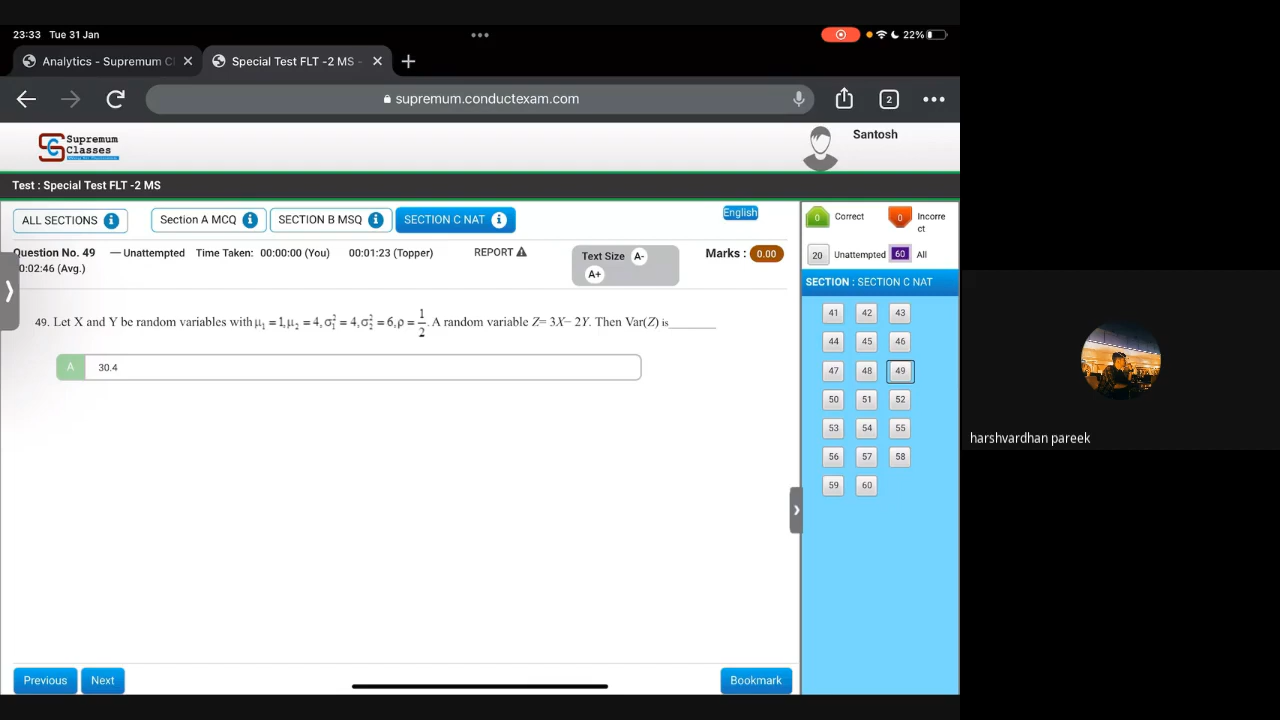 23:33 Tue 31 Jan
22%
Analytics - Supremum Cl
Special Test FLT -2 MS -
supremum.conductexam.com
2
Supremum
Classes
Santosh
Test : Special Test FLT -2 MS
ALL SECTIONS
Section A MCQ
SECTION B MSQ
SECTION C NAT
English
Question No. 49
— Unattempted
Time Taken: 00:00:00 (You)
00:01:23 (Topper)
REPORT
00:02:46 (Avg.)
Text Size A-
A+
Marks : 0.00
0 Correct
0 Incorre
ct
20 Unattempted
60 All
SECTION : SECTION C NAT
49. Let X and Y be random variables with μ₁ = 1, μ₂ = 4, σ₁² = 4, σ₂² = 6, ρ = 1/2. A random variable Z= 3X− 2Y. Then Var(Z) is________
A 30.4
41 42 43
44 45 46
47 48 49
50 51 52
53 54 55
56 57 58
59 60
Previous
Next
Bookmark
harshvardhan pareek